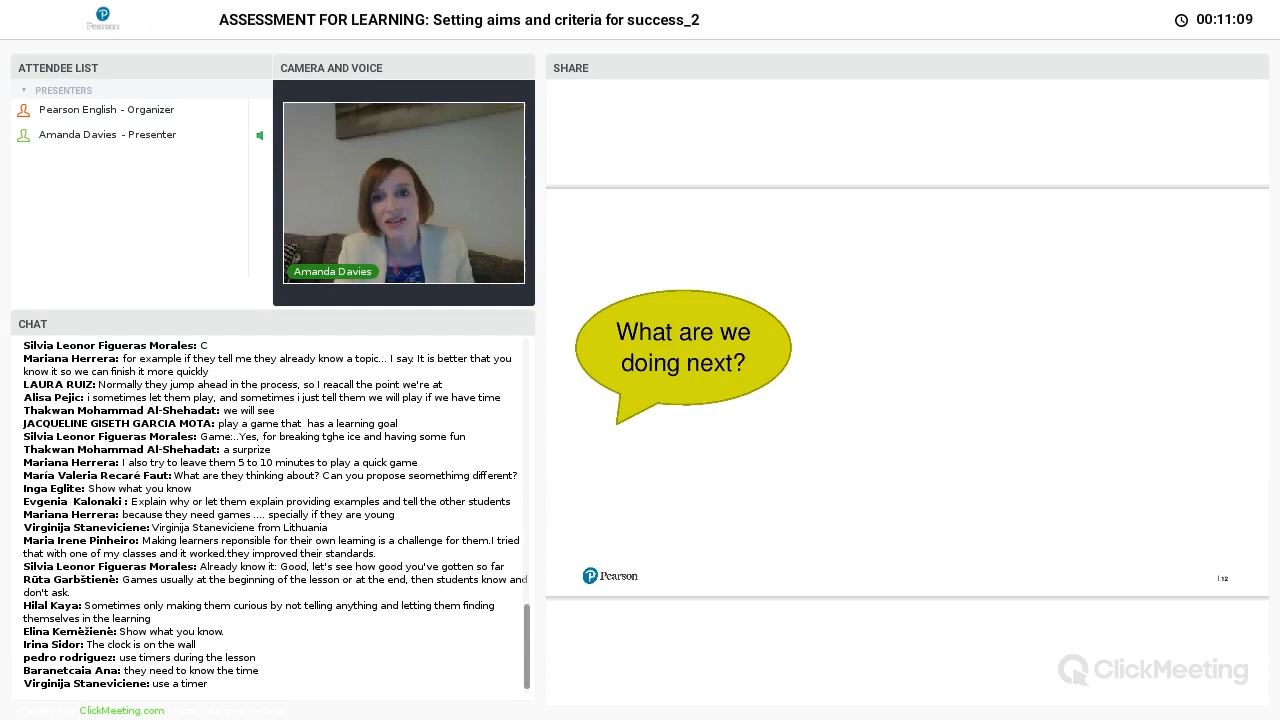 Pearson
ASSESSMENT FOR LEARNING: Setting aims and criteria for success_2
00:11:09
ATTENDEE LIST
PRESENTERS
Pearson English - Organizer
Amanda Davies - Presenter
CAMERA AND VOICE
Amanda Davies
CHAT
Silvia Leonor Figueras Morales: C
Mariana Herrera: for example if they tell me they already know a topic... I say. It is better that you
know it so we can finish it more quickly
LAURA RUIZ: Normally they jump ahead in the process, so I reacall the point we're at
Alisa Pejic: i sometimes let them play, and sometimes i just tell them we will play if we have time
Thakwan Mohammad Al-Shehadat: we will see
JACQUELINE GISETH GARCIA MOTA: play a game that has a learning goal
Silvia Leonor Figueras Morales: Game:..Yes, for breaking tghe ice and having some fun
Thakwan Mohammad Al-Shehadat: a surprize
Mariana Herrera: I also try to leave them 5 to 10 minutes to play a quick game
María Valeria Recaré Faut: What are they thinking about? Can you propose seomethimg different?
Inga Eglite: Show what you know
Evgenia Kalonaki : Explain why or let them explain providing examples and tell the other students
Mariana Herrera: because they need games .... specially if they are young
Virginija Staneviciene: Virginija Staneviciene from Lithuania
Maria Irene Pinheiro: Making learners reponsible for their own learning is a challenge for them.I tried
that with one of my classes and it worked.they improved their standards.
Silvia Leonor Figueras Morales: Already know it: Good, let's see how good you've gotten so far
Rūta Garbštienė: Games usually at the beginning of the lesson or at the end, then students know and
don't ask.
Hilal Kaya: Sometimes only making them curious by not telling anything and letting them finding
themselves in the learning
Elina Kemėžienė: Show what you know.
Irina Sidor: The clock is on the wall
pedro rodriguez: use timers during the lesson
Baranetcaia Ana: they need to know the time
Virginija Staneviciene: use a timer
ClickMeeting.com
SHARE
What are we
doing next?
Pearson
12
ClickMeeting